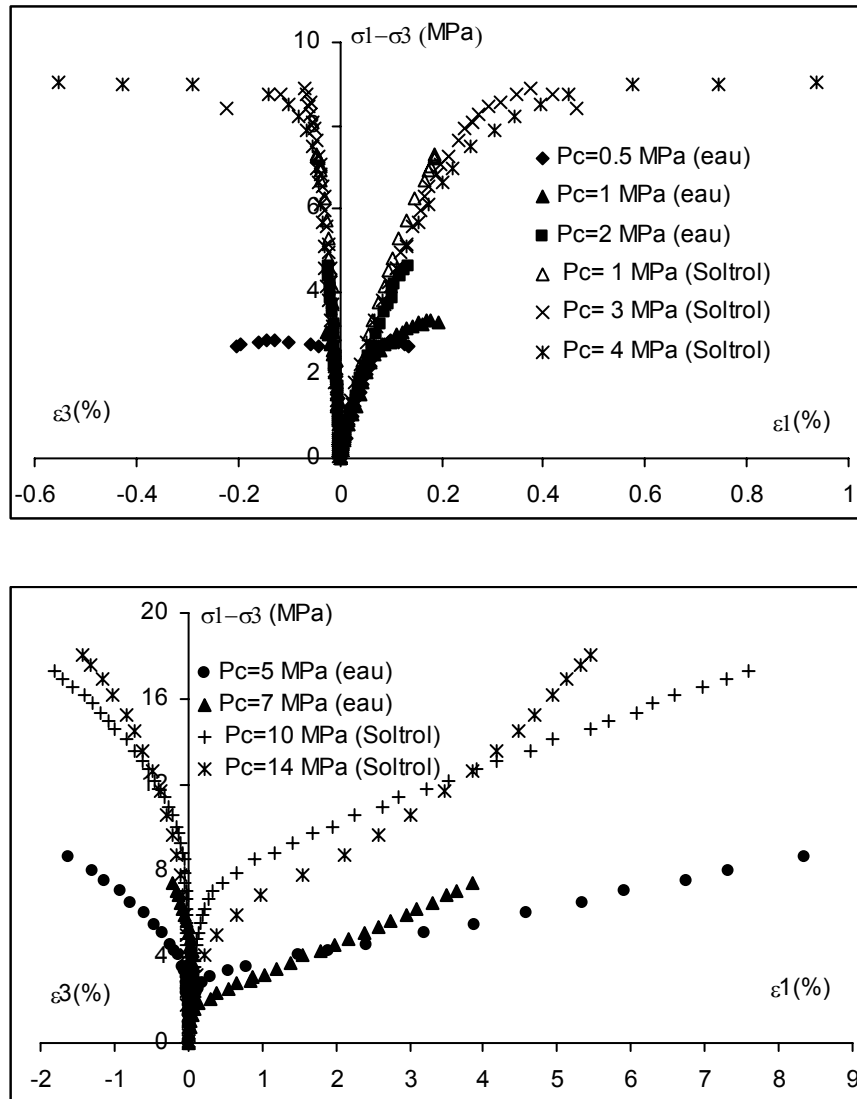 σ1–σ3 (MPa)
10
8
6
4
2
0
Pc=0.5 MPa (eau)
Pc=1 MPa (eau)
Pc=2 MPa (eau)
Pc= 1 MPa (Soltrol)
Pc= 3 MPa (Soltrol)
Pc= 4 MPa (Soltrol)
ε3(%)
ε1(%)
-0.6 -0.4 -0.2 0 0.2 0.4 0.6 0.8 1
20
σ1–σ3 (MPa)
16
12
8
4
0
Pc=5 MPa (eau)
Pc=7 MPa (eau)
Pc=10 MPa (Soltrol)
Pc=14 MPa (Soltrol)
ε3(%)
ε1(%)
-2 -1 0 1 2 3 4 5 6 7 8 9